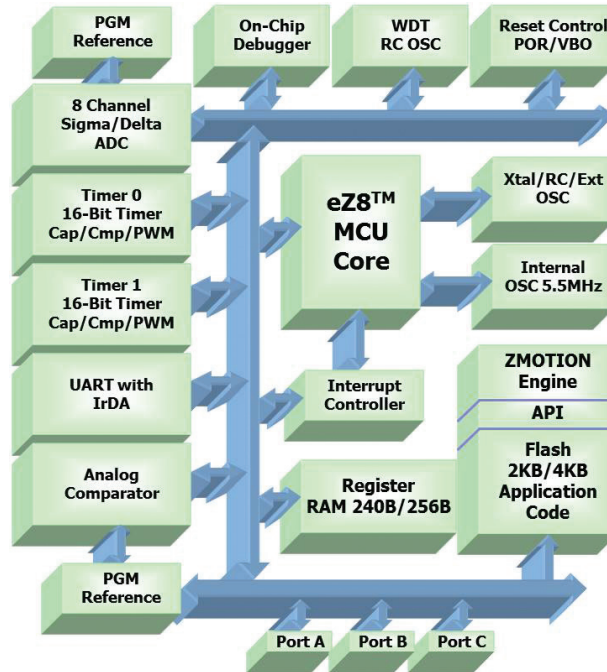 PGM
Reference
On-Chip
Debugger
WDT
RC OSC
Reset Control
POR/VBO
8 Channel
Sigma/Delta
ADC
Timer 0
16-Bit Timer
Cap/Cmp/PWM
eZ8™
MCU
Core
Xtal/RC/Ext
OSC
Timer 1
16-Bit Timer
Cap/Cmp/PWM
Internal
OSC 5.5MHz
UART with
IrDA
Interrupt
Controller
ZMOTION
Engine
API
Analog
Comparator
Register
RAM 240B/256B
Flash
2KB/4KB
Application
Code
PGM
Reference
Port A
Port B
Port C